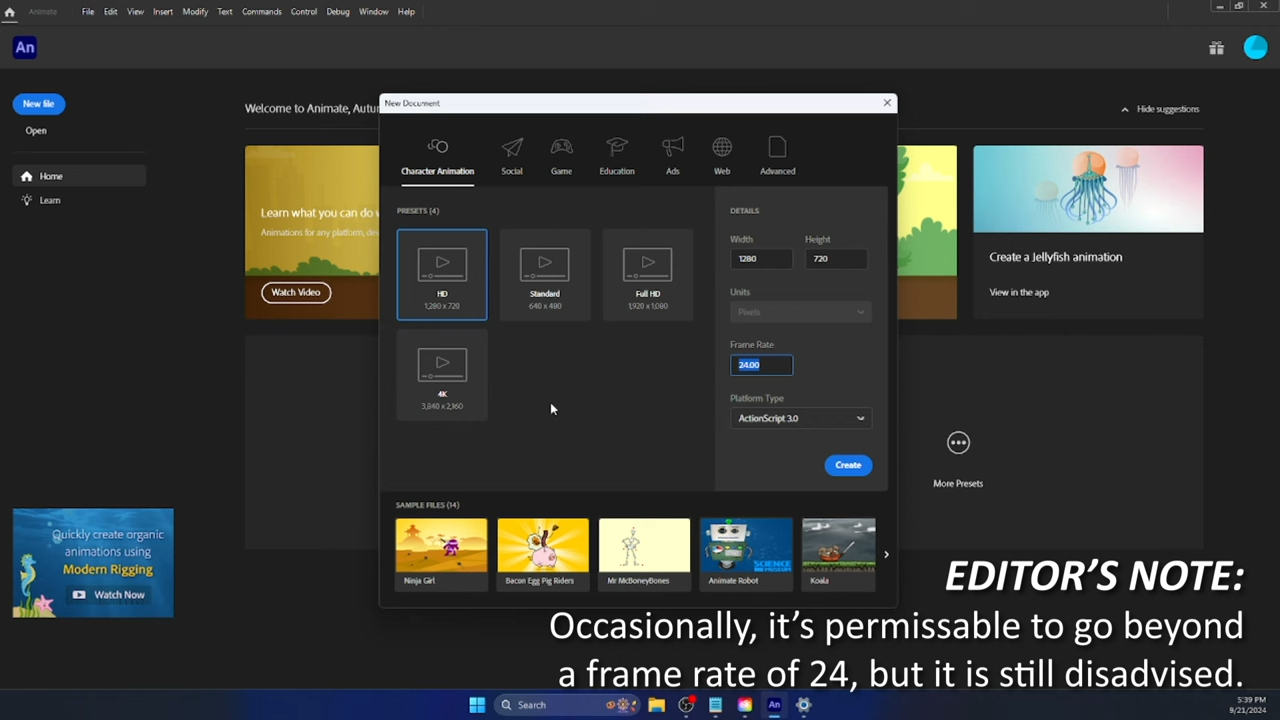 Animate
File Edit View Insert Modify Text Commands Control Debug Window Help
An
New file
Open
Home
Learn
Welcome to Animate, Autu
Hide suggestions
Learn what you can do
Animations for any platform, de
Watch Video
Create a Jellyfish animation
View in the app
More Presets
Quickly create organic
animations using
Modern Rigging
Watch Now
New Document
Character Animation Social Game Education Ads Web Advanced
PRESETS (4)
HD
1,280 x 720
Standard
640 x 480
Full HD
1,920 x 1,080
4K
3,840 x 2,160
DETAILS
Width Height
1280 720
Units
Pixels
Frame Rate
24.00
Platform Type
ActionScript 3.0
Create
SAMPLE FILES (14)
Ninja Girl
Bacon Egg Pig Riders
Mr McBoneyBones
SCIENCE
Animate Robot
Koala
EDITOR'S NOTE:
Occasionally, it's permissable to go beyond
a frame rate of 24, but it is still disadvised.
Search
An
5:39 PM
9/21/2024